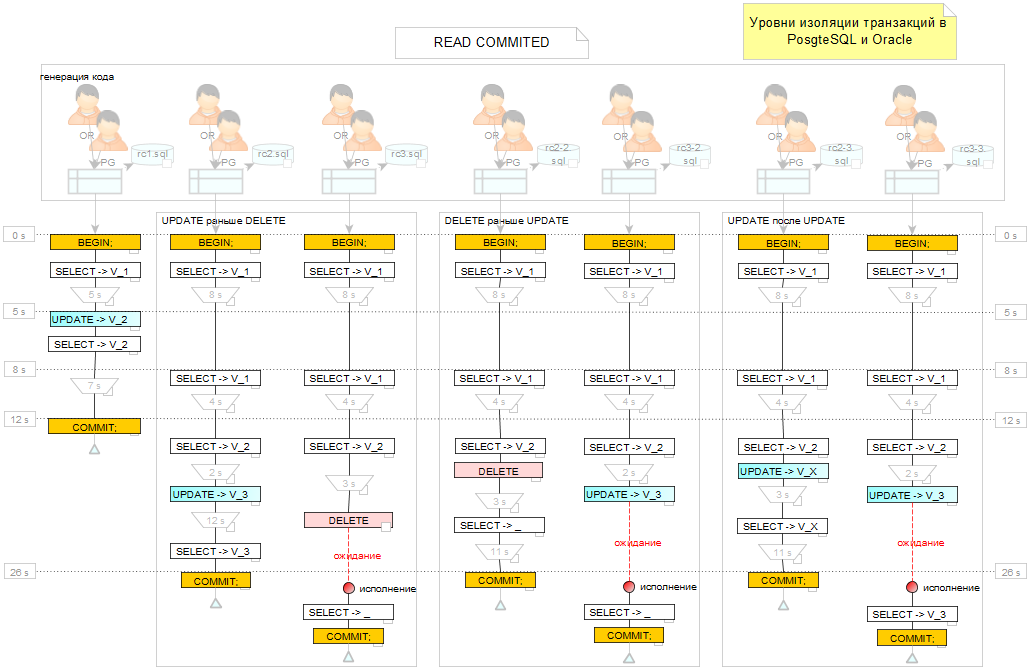 READ COMMITED
Уровни изоляции транзакций в
PosgteSQL и Oracle
генерация кода
OR
PG
rc1.sql
OR
PG
rc2.sql
OR
PG
rc3.sql
OR
PG
rc2-2.
sql
OR
PG
rc3-2.
sql
OR
PG
rc2-3.
sql
OR
PG
rc3-3.
sql
UPDATE раньше DELETE
DELETE раньше UPDATE
UPDATE после UPDATE
0 s
BEGIN;
BEGIN;
BEGIN;
BEGIN;
BEGIN;
BEGIN;
BEGIN;
0 s
SELECT -> V_1
SELECT -> V_1
SELECT -> V_1
SELECT -> V_1
SELECT -> V_1
SELECT -> V_1
SELECT -> V_1
5 s
8 s
8 s
8 s
8 s
8 s
8 s
5 s
UPDATE -> V_2
5 s
SELECT -> V_2
8 s
8 s
SELECT -> V_1
SELECT -> V_1
SELECT -> V_1
SELECT -> V_1
SELECT -> V_1
SELECT -> V_1
7 s
4 s
4 s
4 s
4 s
4 s
4 s
12 s
COMMIT;
12 s
SELECT -> V_2
SELECT -> V_2
SELECT -> V_2
SELECT -> V_2
SELECT -> V_2
SELECT -> V_2
2 s
3 s
DELETE
2 s
UPDATE -> V_X
2 s
UPDATE -> V_3
3 s
UPDATE -> V_3
3 s
UPDATE -> V_3
12 s
DELETE
SELECT -> _
SELECT -> V_X
SELECT -> V_3
ожидание
11 s
ожидание
11 s
ожидание
26 s
COMMIT;
COMMIT;
COMMIT;
26 s
исполнение
исполнение
исполнение
SELECT -> _
SELECT -> _
SELECT -> V_3
COMMIT;
COMMIT;
COMMIT;